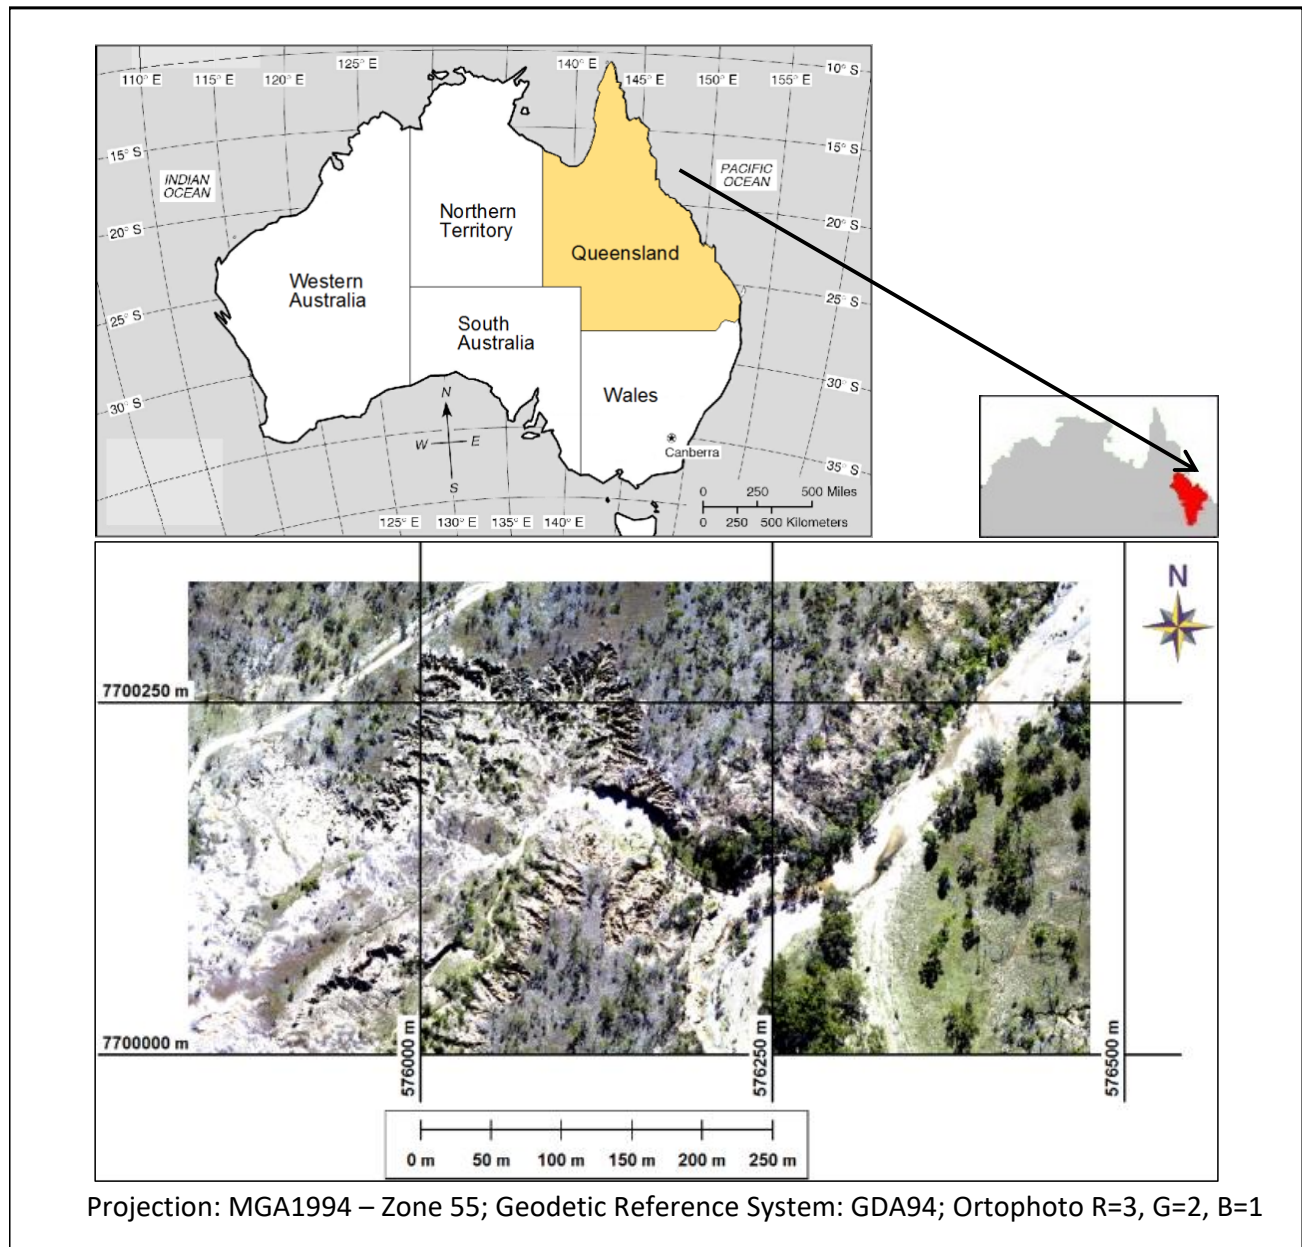 125° E
140° E
110° E
115° E
120° E
145° E
150° E
155° E
10° S
15° S
15° S
INDIAN
OCEAN
PACIFIC
OCEAN
Northern
Territory
20° S
20° S
Queensland
Western
Australia
25° S
25° S
South
Australia
30° S
30° S
Wales
N
W
E
S
Canberra
35° S
0 250 500 Miles
0 250 500 Kilometers
125° E
130° E
135° E
140° E
N
7700250 m
7700000 m
576000 m
576250 m
576500 m
0 m 50 m 100 m 150 m 200 m 250 m
Projection: MGA1994 – Zone 55; Geodetic Reference System: GDA94; Ortophoto R=3, G=2, B=1